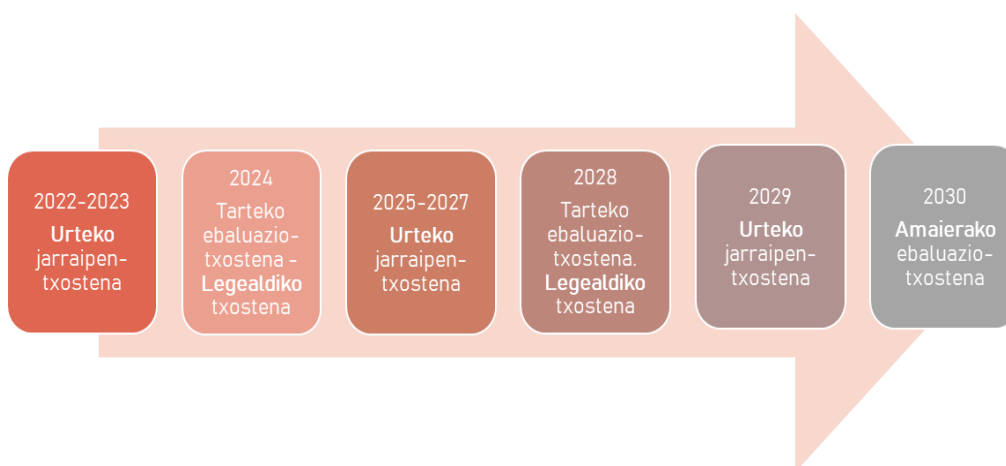 2022-2023
Urteko
jarraipen-
txostena
2024
Tarteko
ebaluazio-
txostena -
Legealdiko
txostena
2025-2027
Urteko
jarraipen-
txostena
2028
Tarteko
ebaluazio-
txostena.
Legealdiko
txostena
2029
Urteko
jarraipen-
txostena
2030
Amaierako
ebaluazio-
txostena